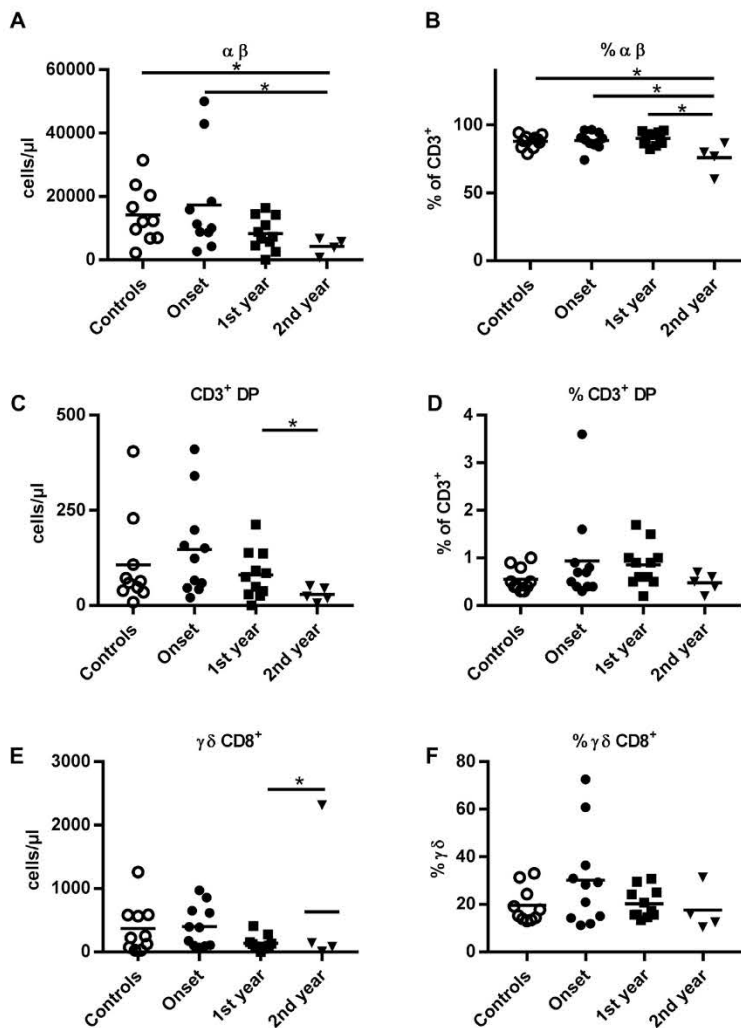 A
α β
*
*
60000
40000
20000
0
cells/µl
Controls
Onset
1st year
2nd year
B
% α β
*
*
*
100
50
0
% of CD3⁺
Controls
Onset
1st year
2nd year
C
CD3⁺ DP
*
500
250
0
cells/µl
Controls
Onset
1st year
2nd year
D
% CD3⁺ DP
4
3
2
1
0
% of CD3⁺
Controls
Onset
1st year
2nd year
E
γ δ CD8⁺
*
3000
2000
1000
0
cells/µl
Controls
Onset
1st year
2nd year
F
% γ δ CD8⁺
80
60
40
20
0
% γδ
Controls
Onset
1st year
2nd year